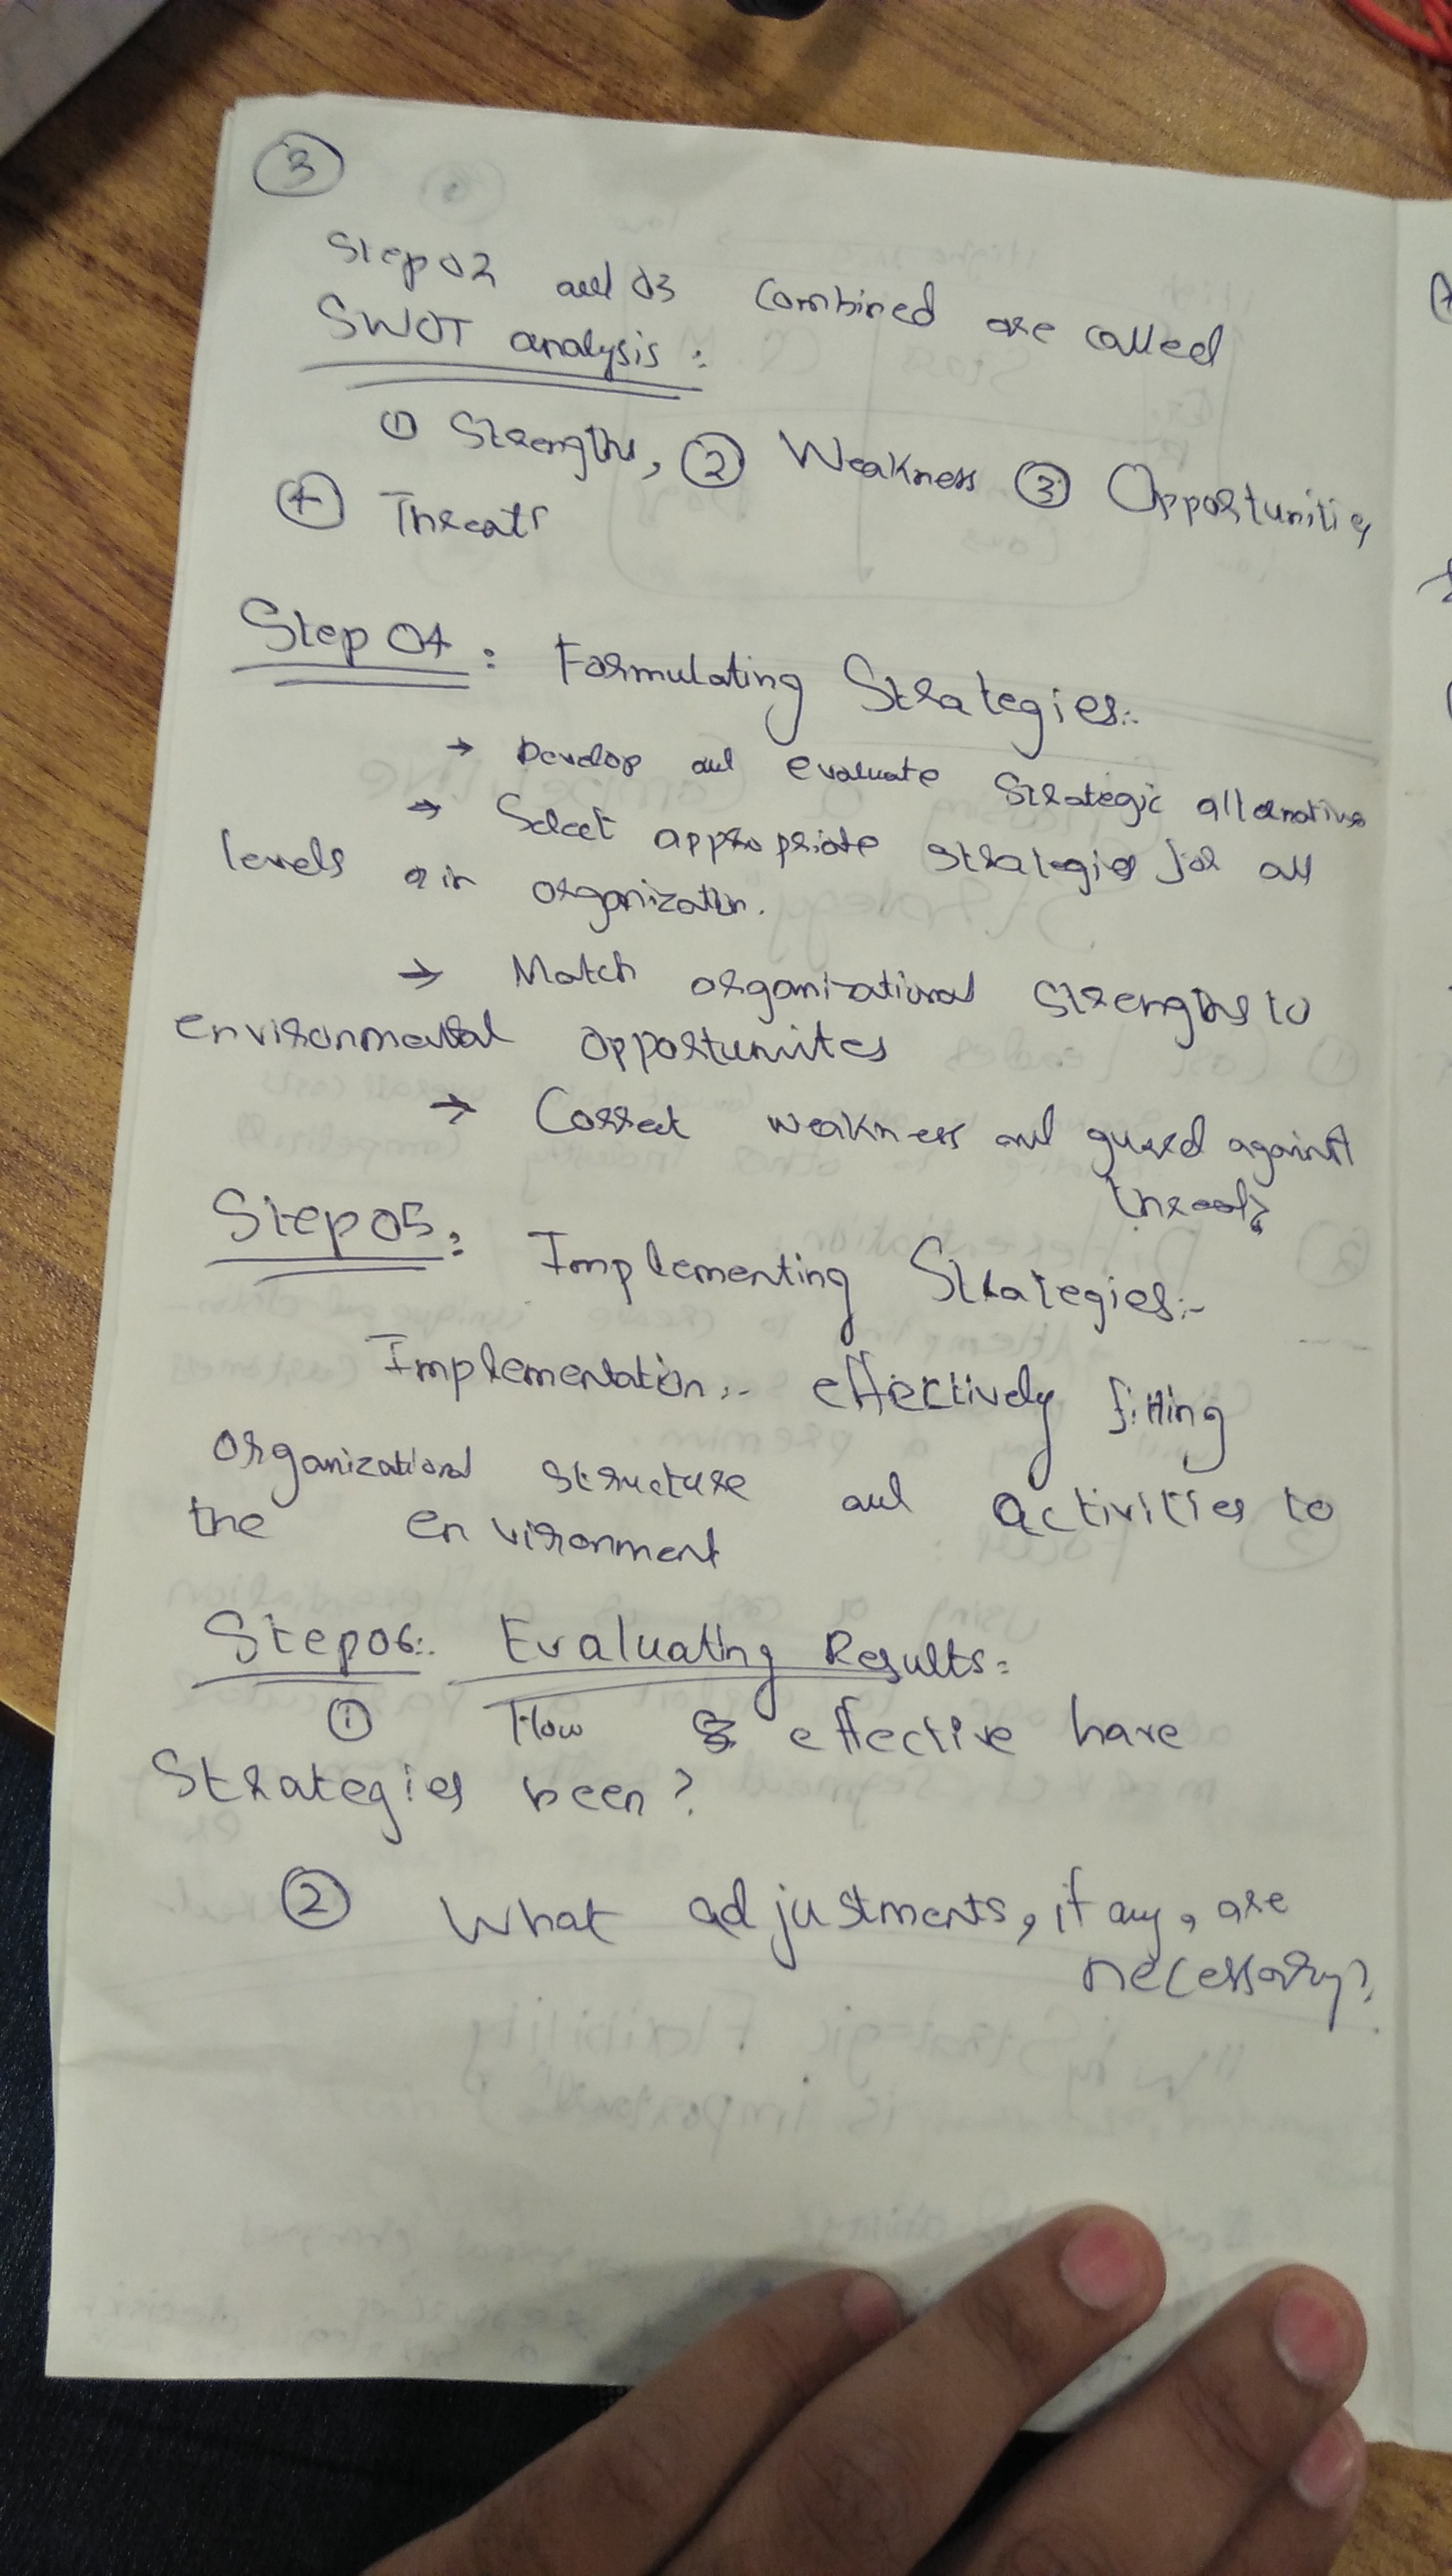 3
Step 02 and 03 Combined are called
SWOT analysis :
① Strengths, ② Weakness ③ Opportunities
④ Threats
Step 04 : Formulating Strategies:-
→ Develop and evaluate Strategic alternatives
→ Select appropriate strategies for all
levels in organization.
→ Match organizational strengths to
environmental opportunites
→ Correct weakness and guard against
threats
Step 05 : Implementing Strategies:-
Implementation:- effectively fitting
organizational structure and activities to
the environment
Step 06:- Evaluating Results:
① How effective have
Strategies been?
② What adjustments, if any, are
necessary?